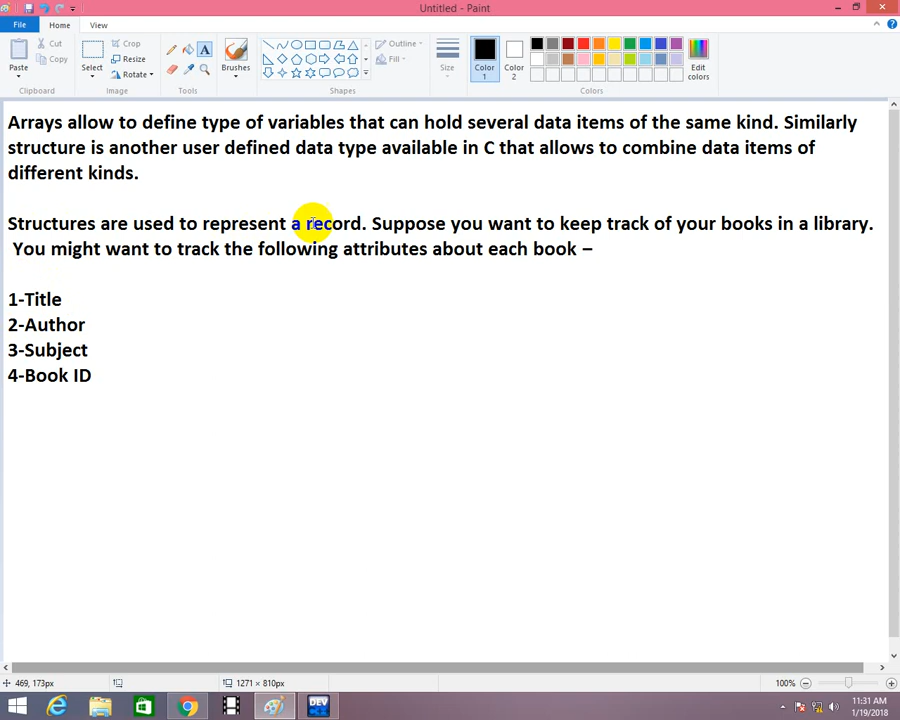 Untitled - Paint
File
Home
View
Paste
Cut
Copy
Clipboard
Select
Crop
Resize
Rotate
Image
Tools
Brushes
Shapes
Outline
Fill
Size
Color 1
Color 2
Edit colors
Colors
Arrays allow to define type of variables that can hold several data items of the same kind. Similarly
structure is another user defined data type available in C that allows to combine data items of
different kinds.
Structures are used to represent a record. Suppose you want to keep track of your books in a library.
You might want to track the following attributes about each book –
1-Title
2-Author
3-Subject
4-Book ID
469, 173px
1271 × 810px
100%
DEV
11:31 AM
1/19/2018